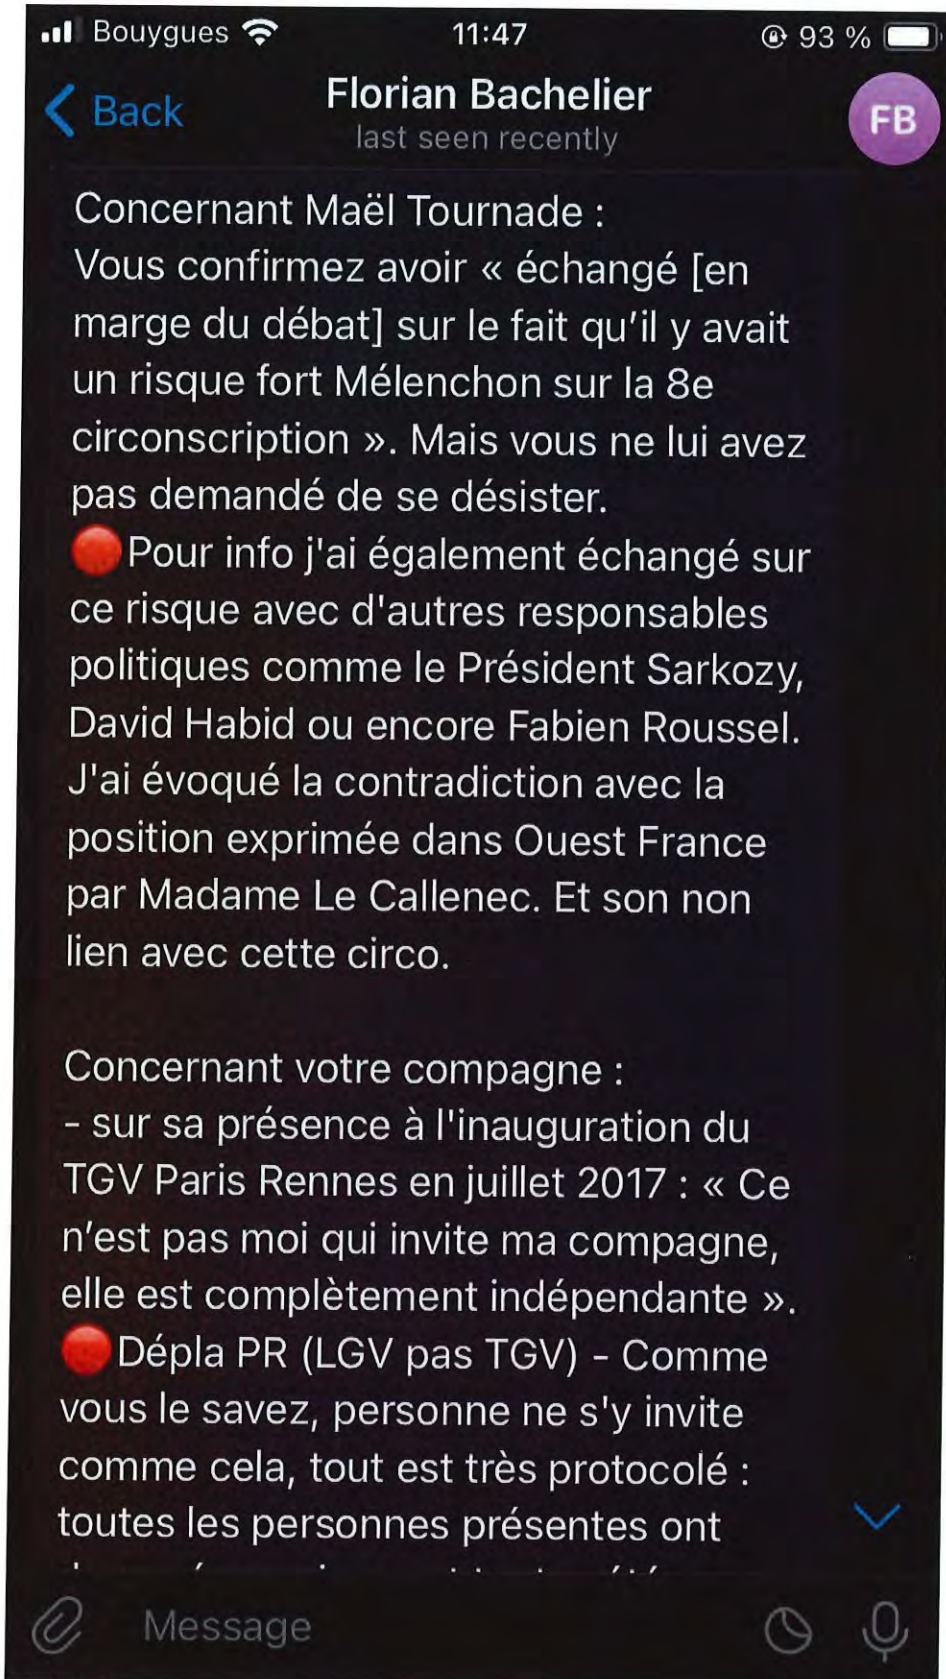 Bouygues 11:47 93 %
Back Florian Bachelier FB
last seen recently
Concernant Maël Tournade :
Vous confirmez avoir « échangé [en
marge du débat] sur le fait qu'il y avait
un risque fort Mélenchon sur la 8e
circonscription ». Mais vous ne lui avez
pas demandé de se désister.
🔴Pour info j'ai également échangé sur
ce risque avec d'autres responsables
politiques comme le Président Sarkozy,
David Habid ou encore Fabien Roussel.
J'ai évoqué la contradiction avec la
position exprimée dans Ouest France
par Madame Le Callenec. Et son non
lien avec cette circo.
Concernant votre compagne :
- sur sa présence à l'inauguration du
TGV Paris Rennes en juillet 2017 : « Ce
n'est pas moi qui invite ma compagne,
elle est complètement indépendante ».
🔴Dépla PR (LGV pas TGV) - Comme
vous le savez, personne ne s'y invite
comme cela, tout est très protocolé :
toutes les personnes présentes ont
Message